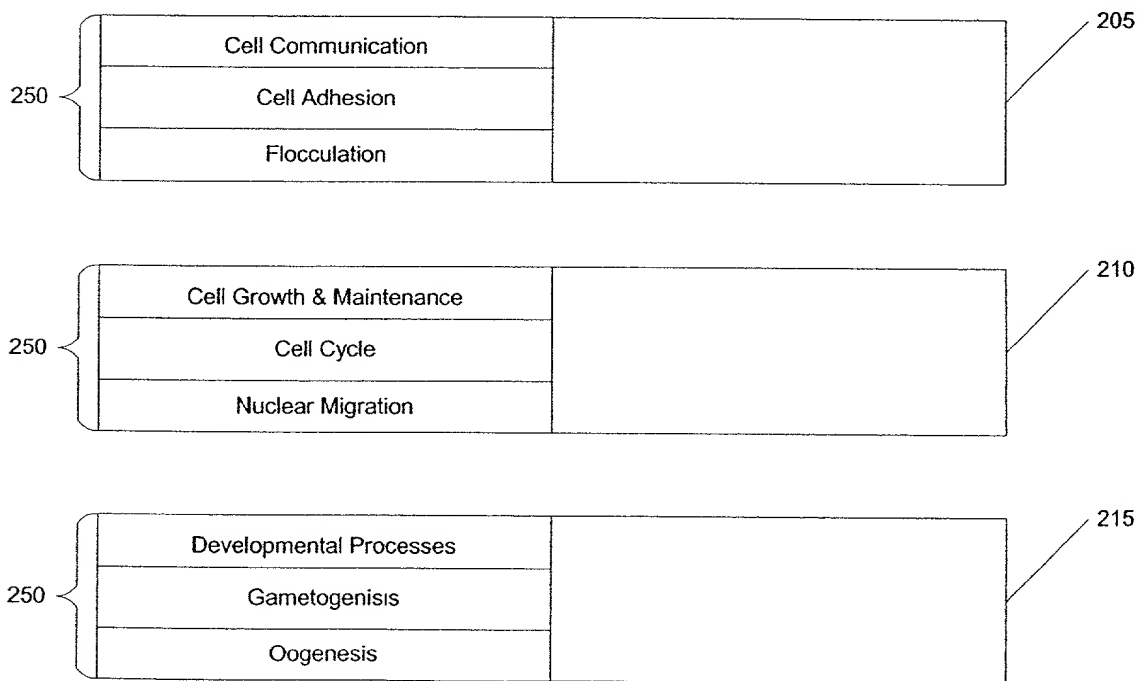 205
Cell Communication
250
Cell Adhesion
Flocculation
210
Cell Growth & Maintenance
250
Cell Cycle
Nuclear Migration
215
Developmental Processes
250
Gametogenisis
Oogenesis